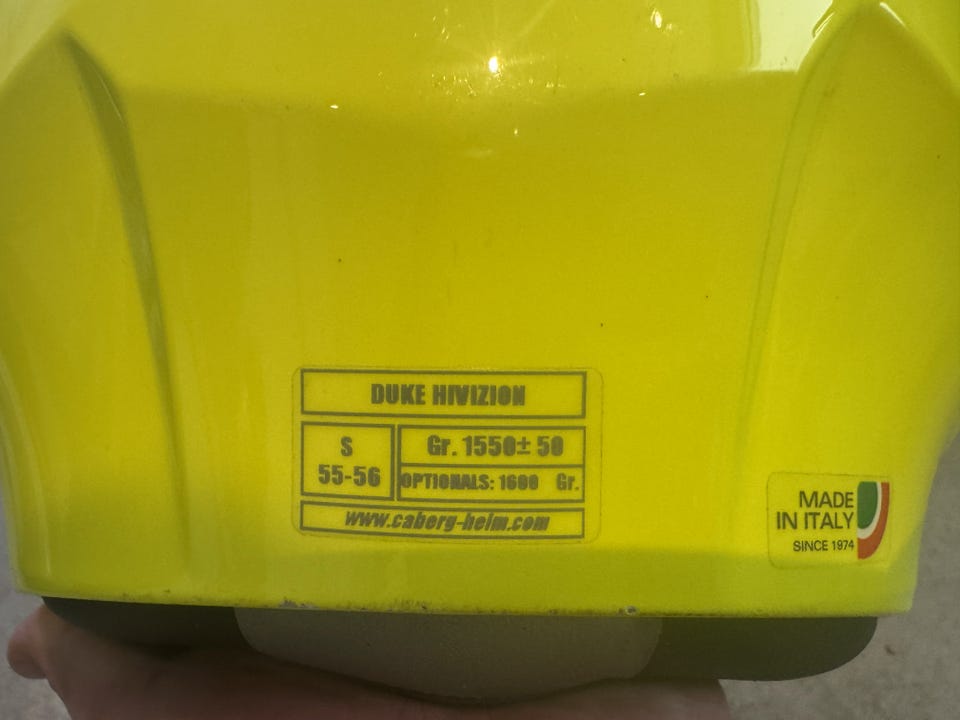 DUKE HIVIZION
S
55-56
Gr. 1550± 50
OPTIONALS: 1600 Gr.
www.caberg-helm.com
MADE
IN ITALY
SINCE 1974